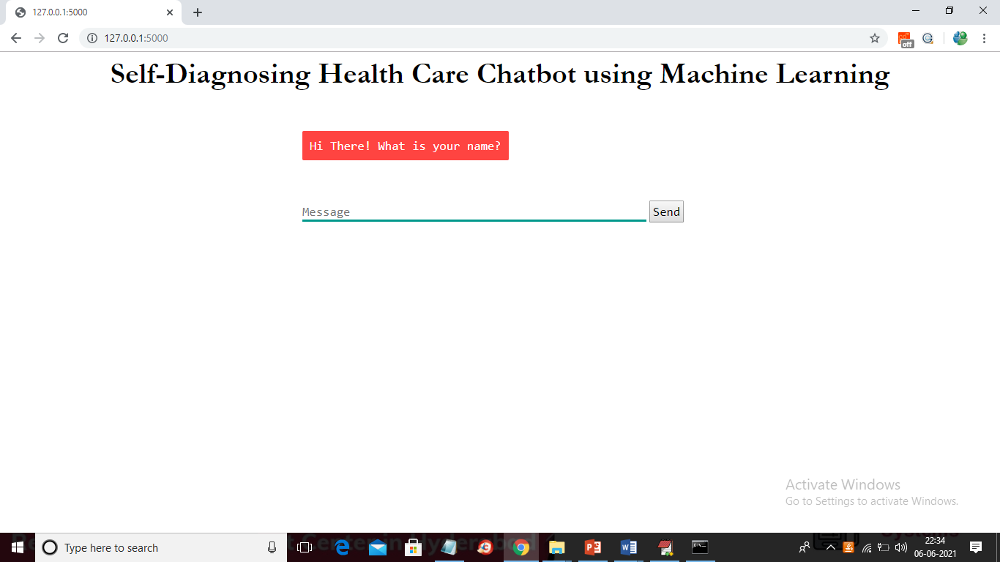 127.0.0.1:5000
127.0.0.1:5000
off
Self-Diagnosing Health Care Chatbot using Machine Learning
Hi There! What is your name?
Message
Send
Activate Windows
Go to Settings to activate Windows.
Type here to search
22:34
06-06-2021